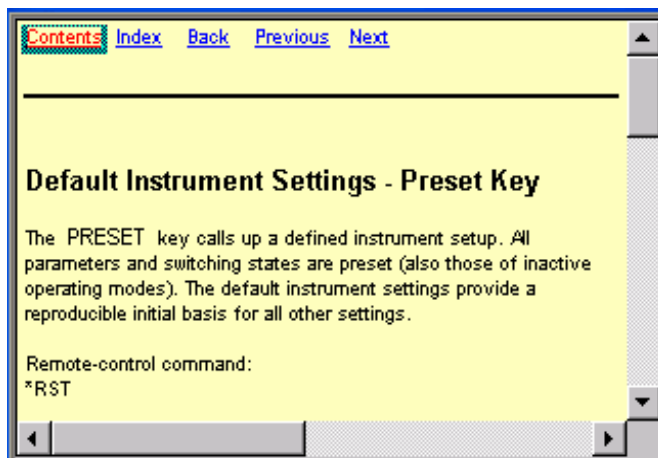 Contents Index Back Previous Next
Default Instrument Settings - Preset Key
The PRESET key calls up a defined instrument setup. All
parameters and switching states are preset (also those of inactive
operating modes). The default instrument settings provide a
reproducible initial basis for all other settings.
Remote-control command:
*RST